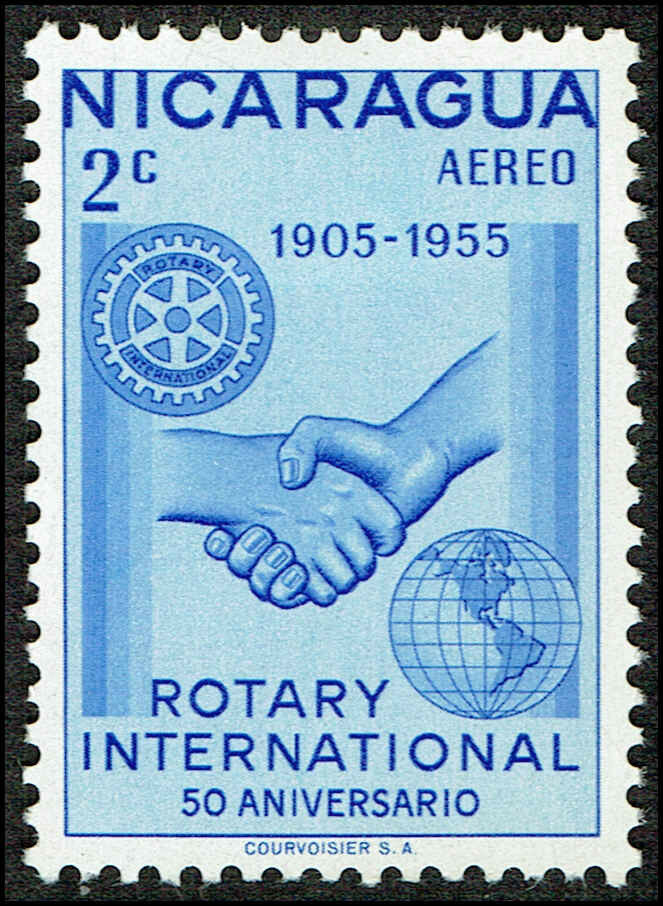 NICARAGUA
2c AEREO
1905-1955
ROTARY
INTERNATIONAL
ROTARY
INTERNATIONAL
50 ANIVERSARIO
COURVOISIER S. A.